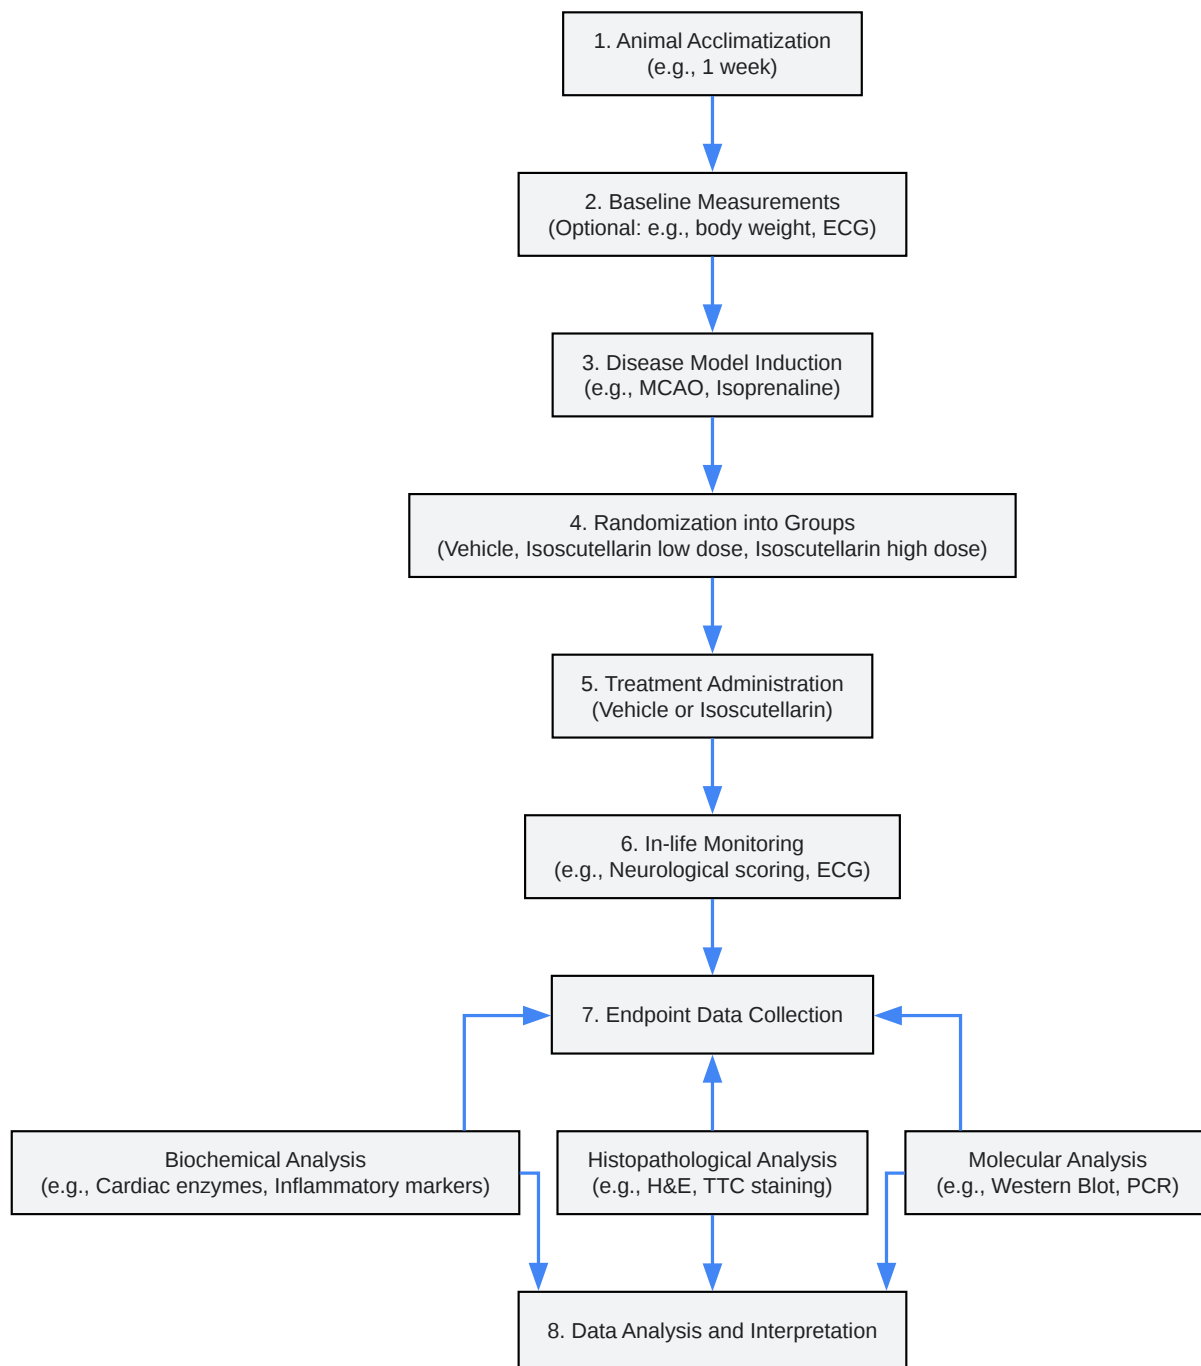 1. Animal Acclimatization
(e.g., 1 week)
2. Baseline Measurements
(Optional: e.g., body weight, ECG)
3. Disease Model Induction
(e.g., MCAO, Isoprenaline)
4. Randomization into Groups
(Vehicle, Isoscutellarin low dose, Isoscutellarin high dose)
5. Treatment Administration
(Vehicle or Isoscutellarin)
6. In-life Monitoring
(e.g., Neurological scoring, ECG)
7. Endpoint Data Collection
Biochemical Analysis
(e.g., Cardiac enzymes, Inflammatory markers)
Histopathological Analysis
(e.g., H&E, TTC staining)
Molecular Analysis
(e.g., Western Blot, PCR)
8. Data Analysis and Interpretation